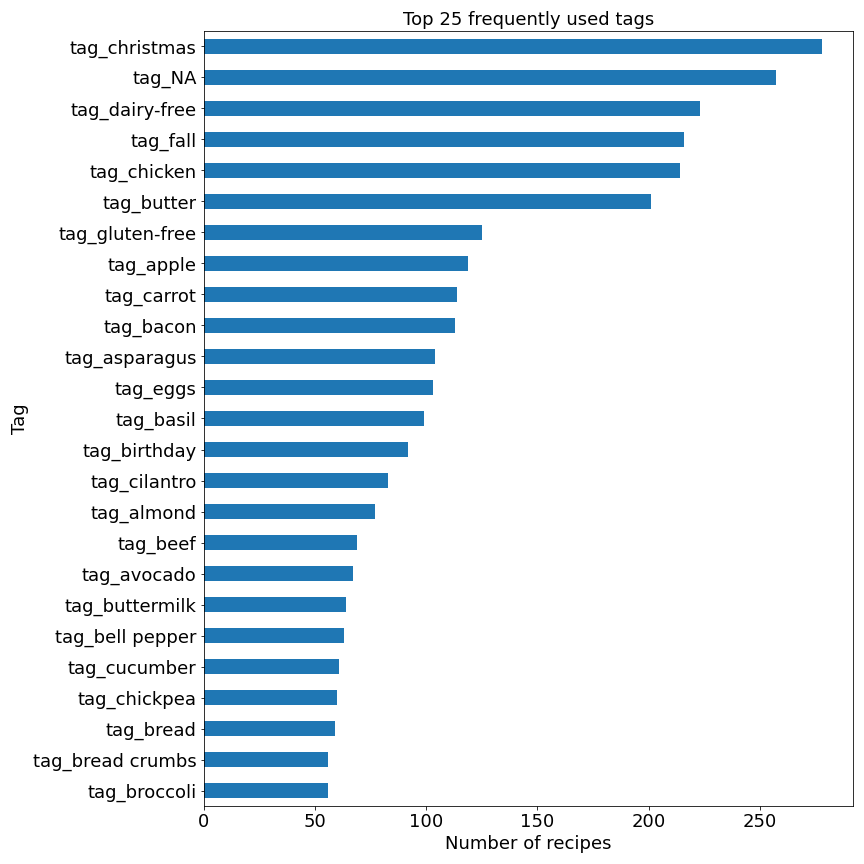 Top 25 frequently used tags
tag_christmas
tag_NA
tag_dairy-free
tag_fall
tag_chicken
tag_butter
tag_gluten-free
tag_apple
tag_carrot
tag_bacon
tag_asparagus
tag_eggs
tag_basil
tag_birthday
tag_cilantro
tag_almond
tag_beef
tag_avocado
tag_buttermilk
tag_bell pepper
tag_cucumber
tag_chickpea
tag_bread
tag_bread crumbs
tag_broccoli
Tag
0 50 100 150 200 250
Number of recipes